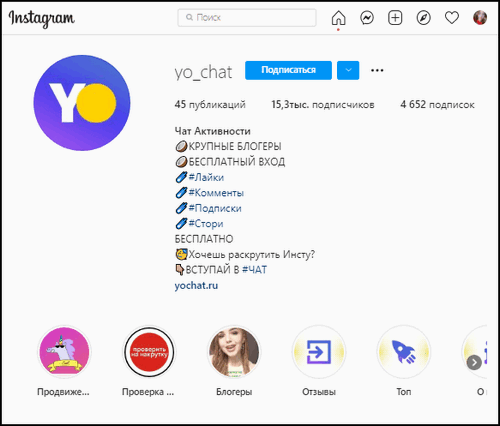 Instagram
Поиск
YO
yo_chat
Подписаться
45 публикаций 15,3тыс. подписчиков 4 652 подписок
Чат Активности
КРУПНЫЕ БЛОГЕРЫ
БЕСПЛАТНЫЙ ВХОД
#Лайки
#Комменты
#Подписки
#Стори
БЕСПЛАТНО
Хочешь раскрутить Инсту?
ВСТУПАЙ В #ЧАТ
yochat.ru
проверить
на накрутку
Продвиже... Проверка ... Блогеры Отзывы Топ О